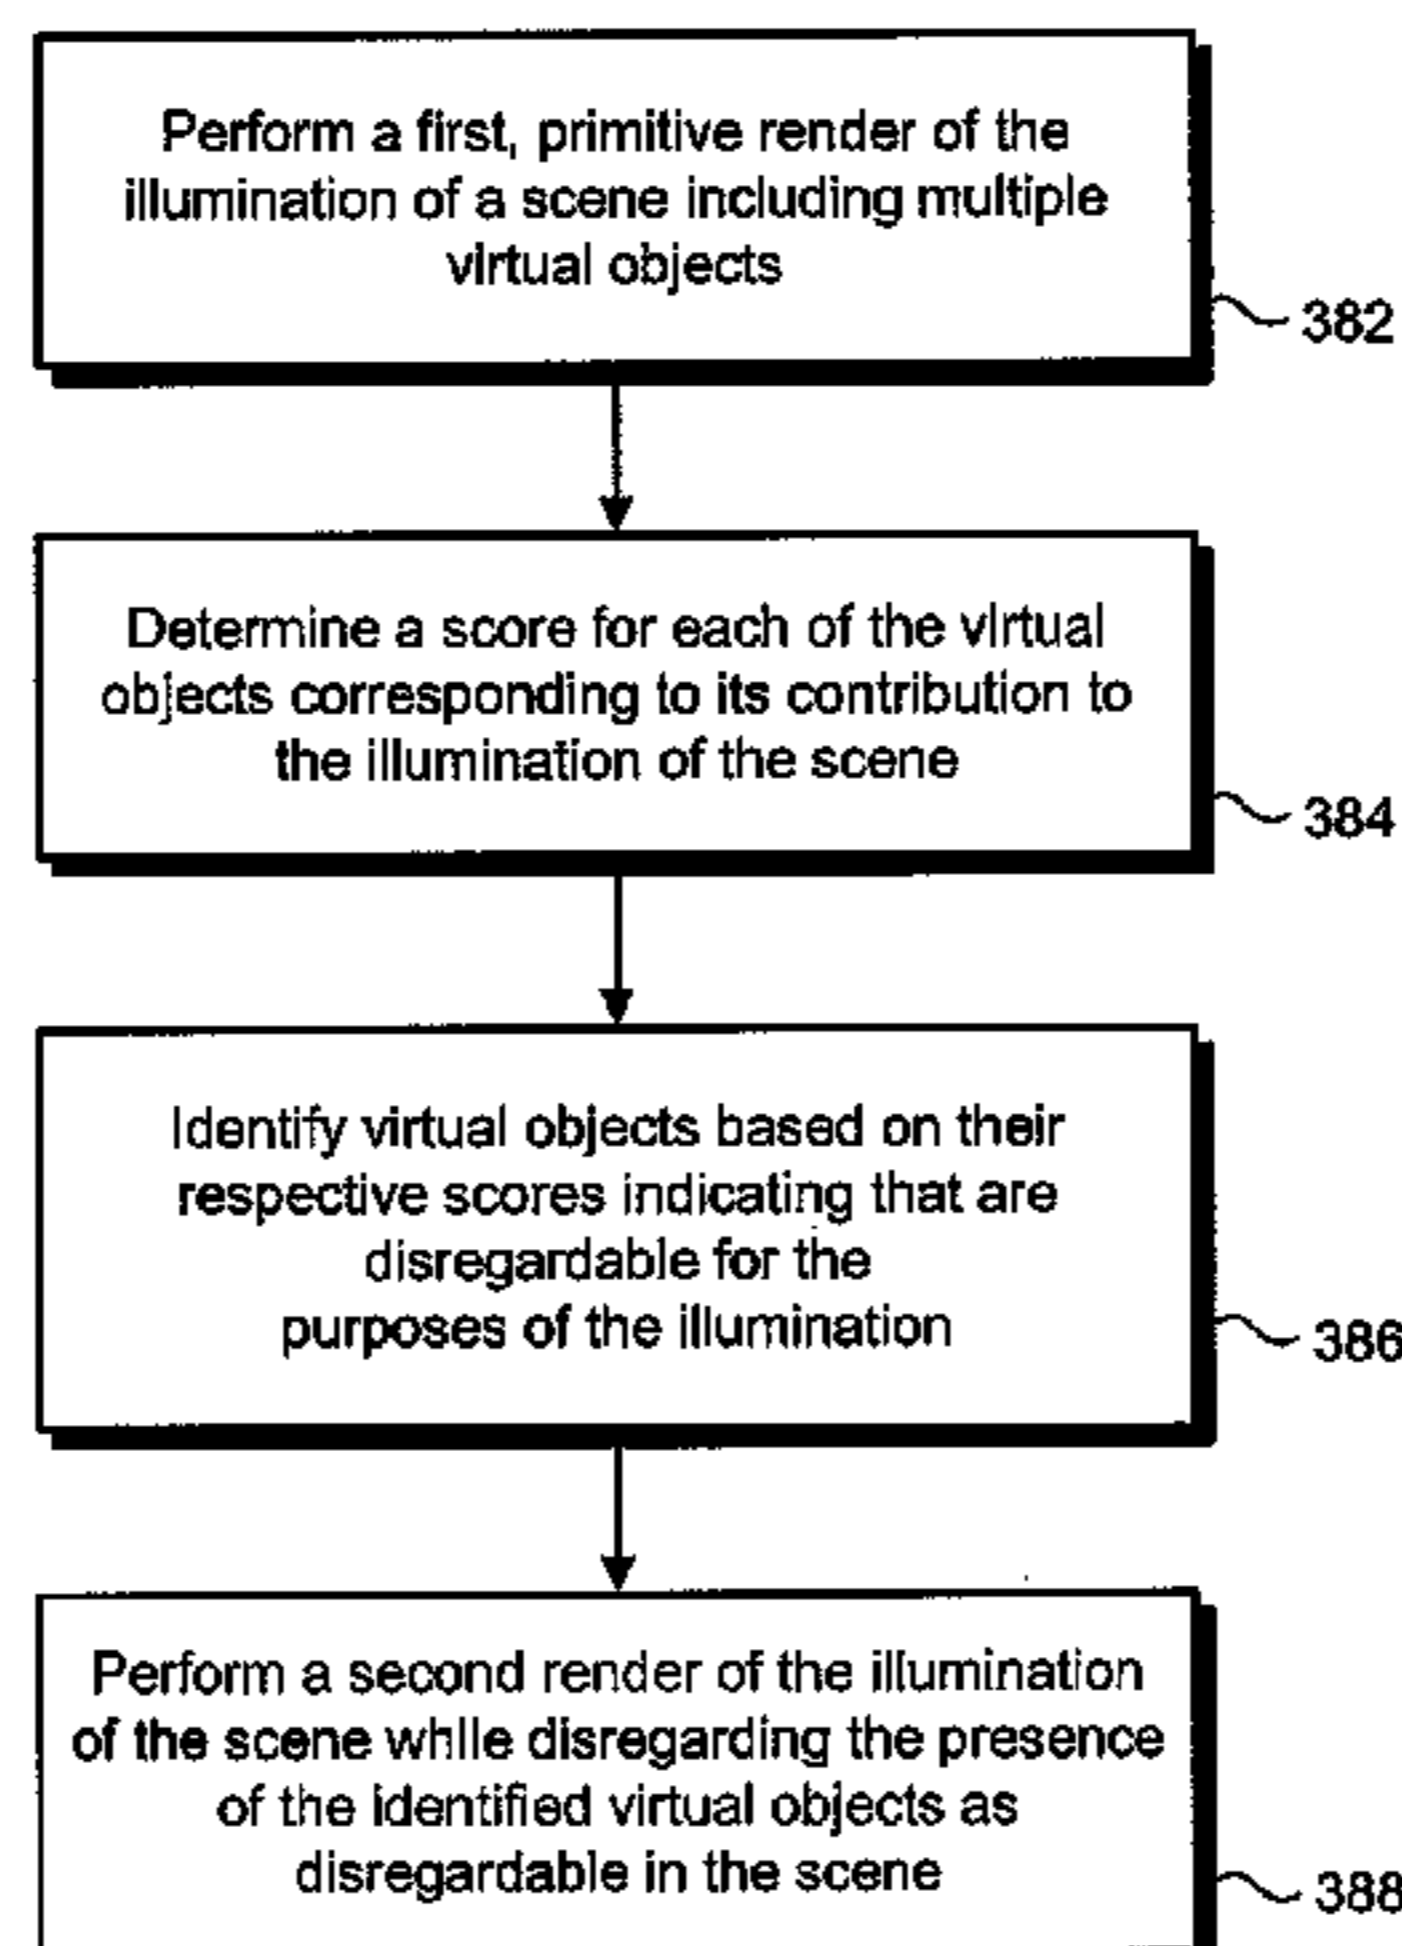 Perform a first, primitive render of the
illumination of a scene including multiple
virtual objects
382
Determine a score for each of the virtual
objects corresponding to its contribution to
the illumination of the scene
384
Identify virtual objects based on their
respective scores indicating that are
disregardable for the
purposes of the illumination
386
Perform a second render of the illumination
of the scene while disregarding the presence
of the identified virtual objects as
disregardable in the scene
388